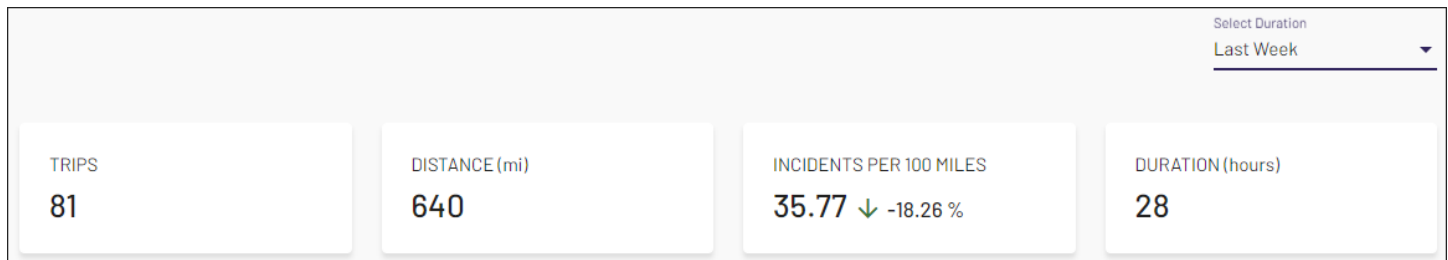 Select Duration
Last Week
TRIPS
81
DISTANCE (mi)
640
INCIDENTS PER 100 MILES
35.77 ↓ -18.26 %
DURATION (hours)
28